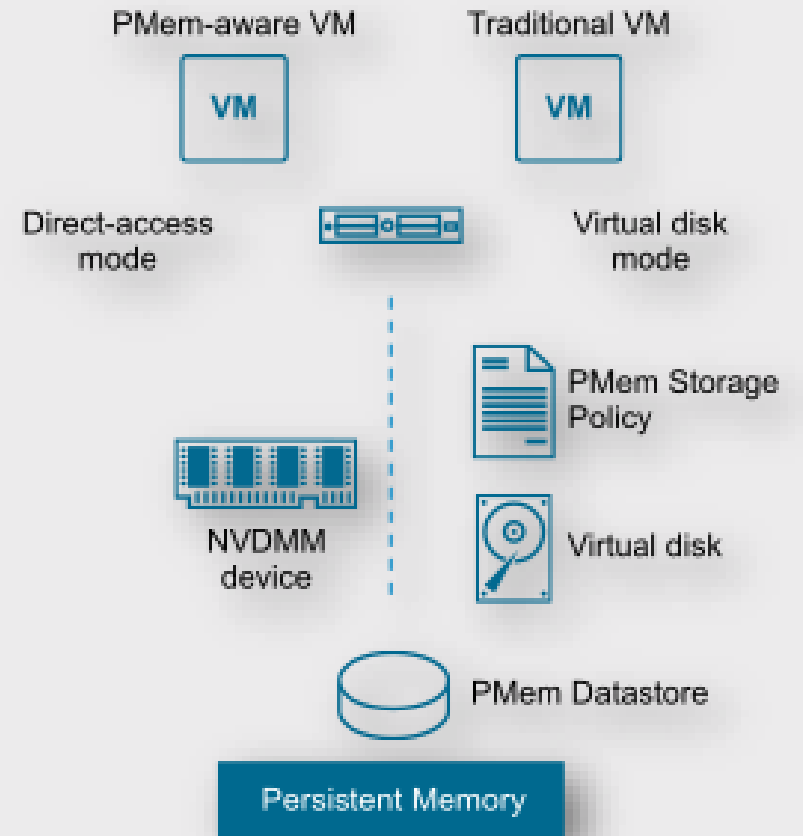 PMem-aware VM
Traditional VM
VM
VM
Direct-access
mode
Virtual disk
mode
PMem Storage
Policy
NVDMM
device
Virtual disk
PMem Datastore
Persistent Memory